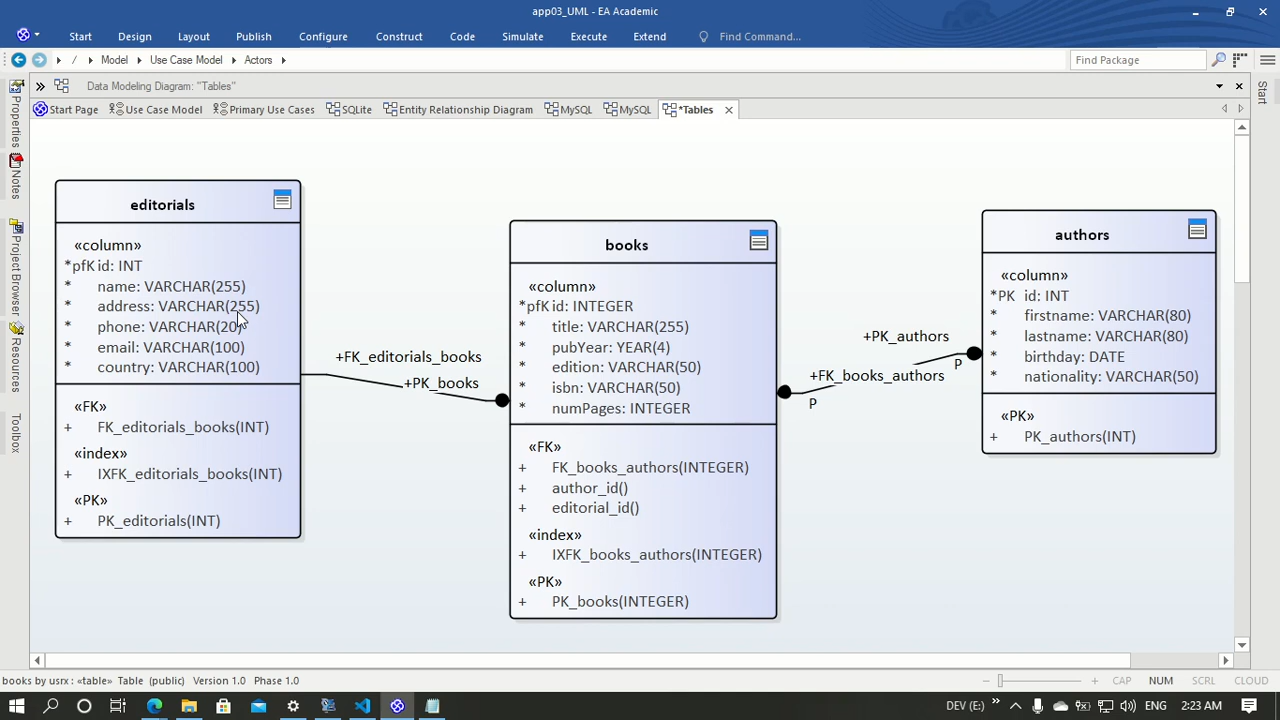 app03_UML - EA Academic
Start Design Layout Publish Configure Construct Code Simulate Execute Extend Find Command...
/ Model Use Case Model Actors Find Package
Data Modeling Diagram: "Tables"
Start Page Use Case Model Primary Use Cases SQLite Entity Relationship Diagram MySQL MySQL *Tables
Properties
Notes
Project Browser
Resources
Toolbox
Start
editorials
«column»
*pfK id: INT
* name: VARCHAR(255)
* address: VARCHAR(255)
* phone: VARCHAR(20)
* email: VARCHAR(100)
* country: VARCHAR(100)
«FK»
+ FK_editorials_books(INT)
«index»
+ IXFK_editorials_books(INT)
«PK»
+ PK_editorials(INT)
+FK_editorials_books
+PK_books
books
«column»
*pfK id: INTEGER
* title: VARCHAR(255)
* pubYear: YEAR(4)
* edition: VARCHAR(50)
* isbn: VARCHAR(50)
* numPages: INTEGER
«FK»
+ FK_books_authors(INTEGER)
+ author_id()
+ editorial_id()
«index»
+ IXFK_books_authors(INTEGER)
«PK»
+ PK_books(INTEGER)
+PK_authors
P
+FK_books_authors
P
authors
«column»
*PK id: INT
* firstname: VARCHAR(80)
* lastname: VARCHAR(80)
* birthday: DATE
* nationality: VARCHAR(50)
«PK»
+ PK_authors(INT)
books by usrx : «table» Table (public) Version 1.0 Phase 1.0 CAP NUM SCRL CLOUD
DEV (E:) ENG 2:23 AM